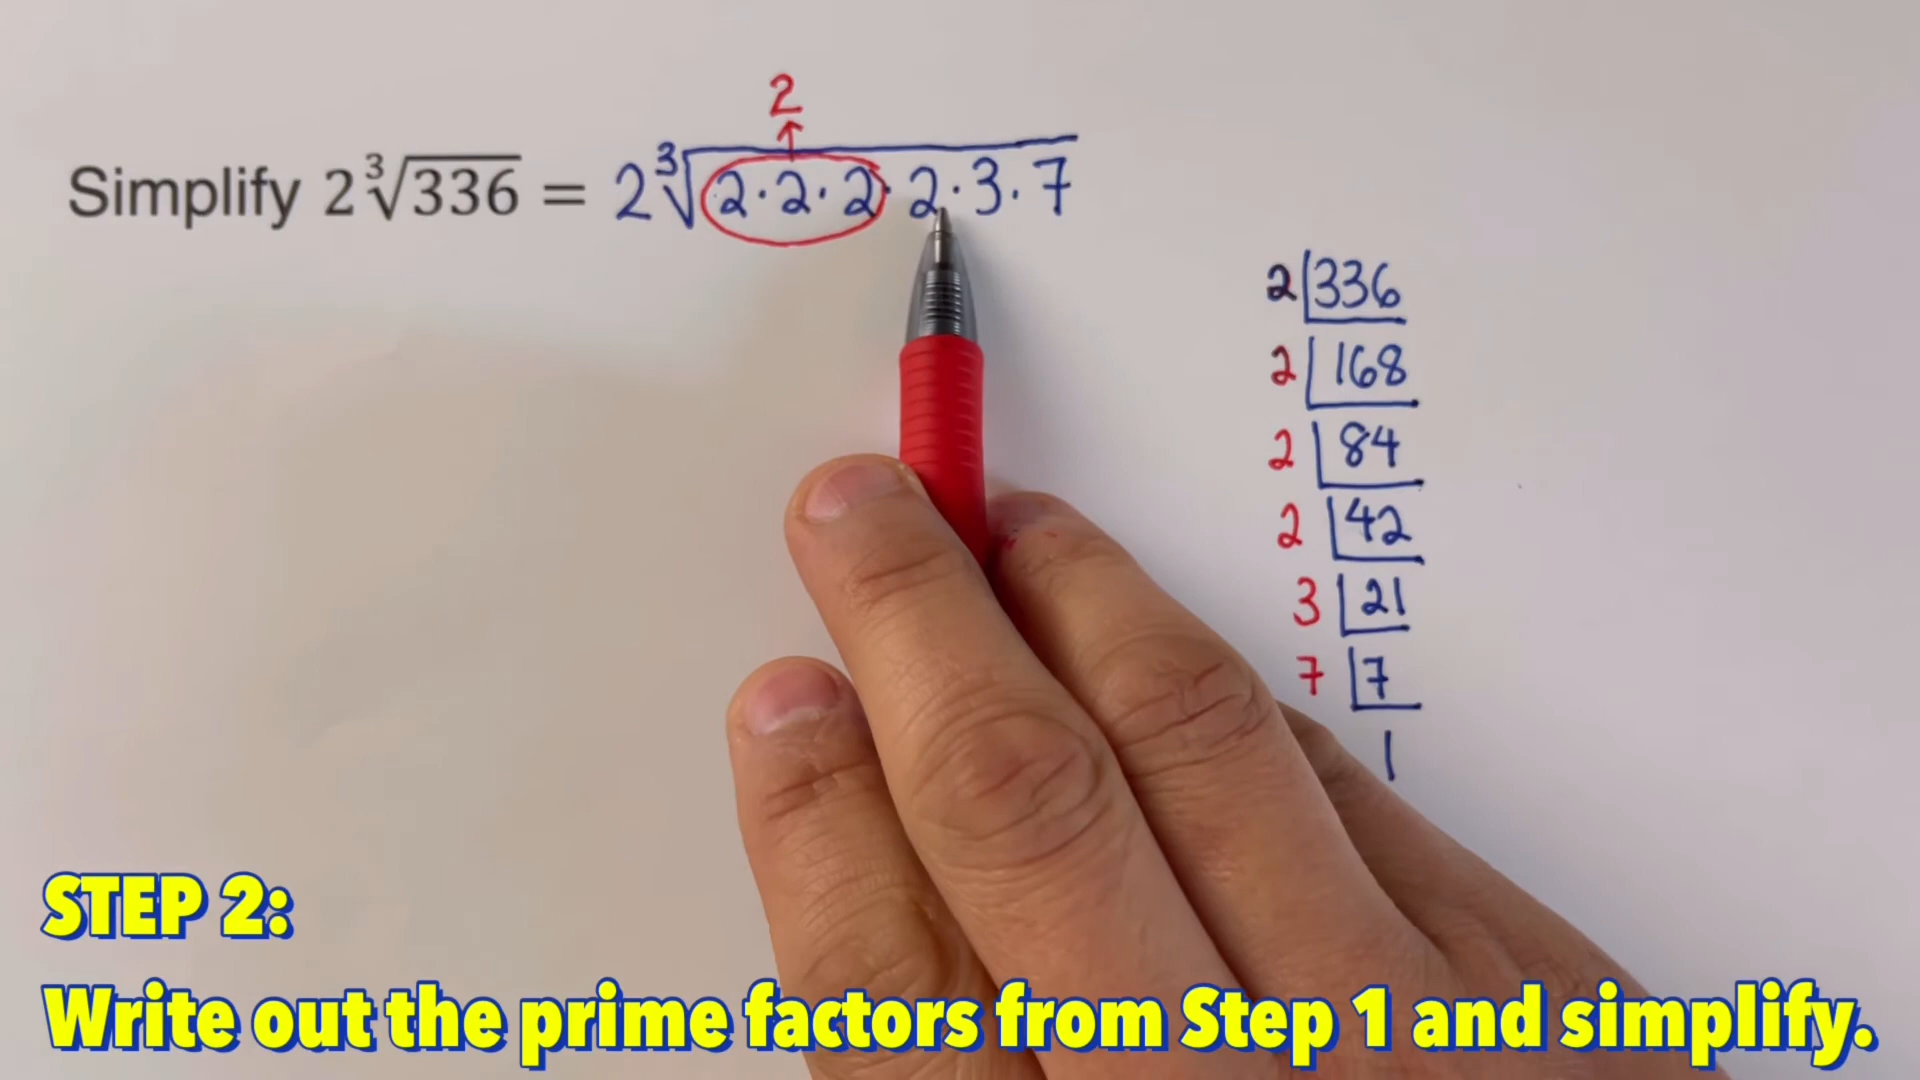 2
Simplify 2∛336 = 2∛2·2·2·2·3·7
2 336
2 168
2 84
2 42
3 21
7 7
1
STEP 2:
Write out the prime factors from Step 1 and simplify.